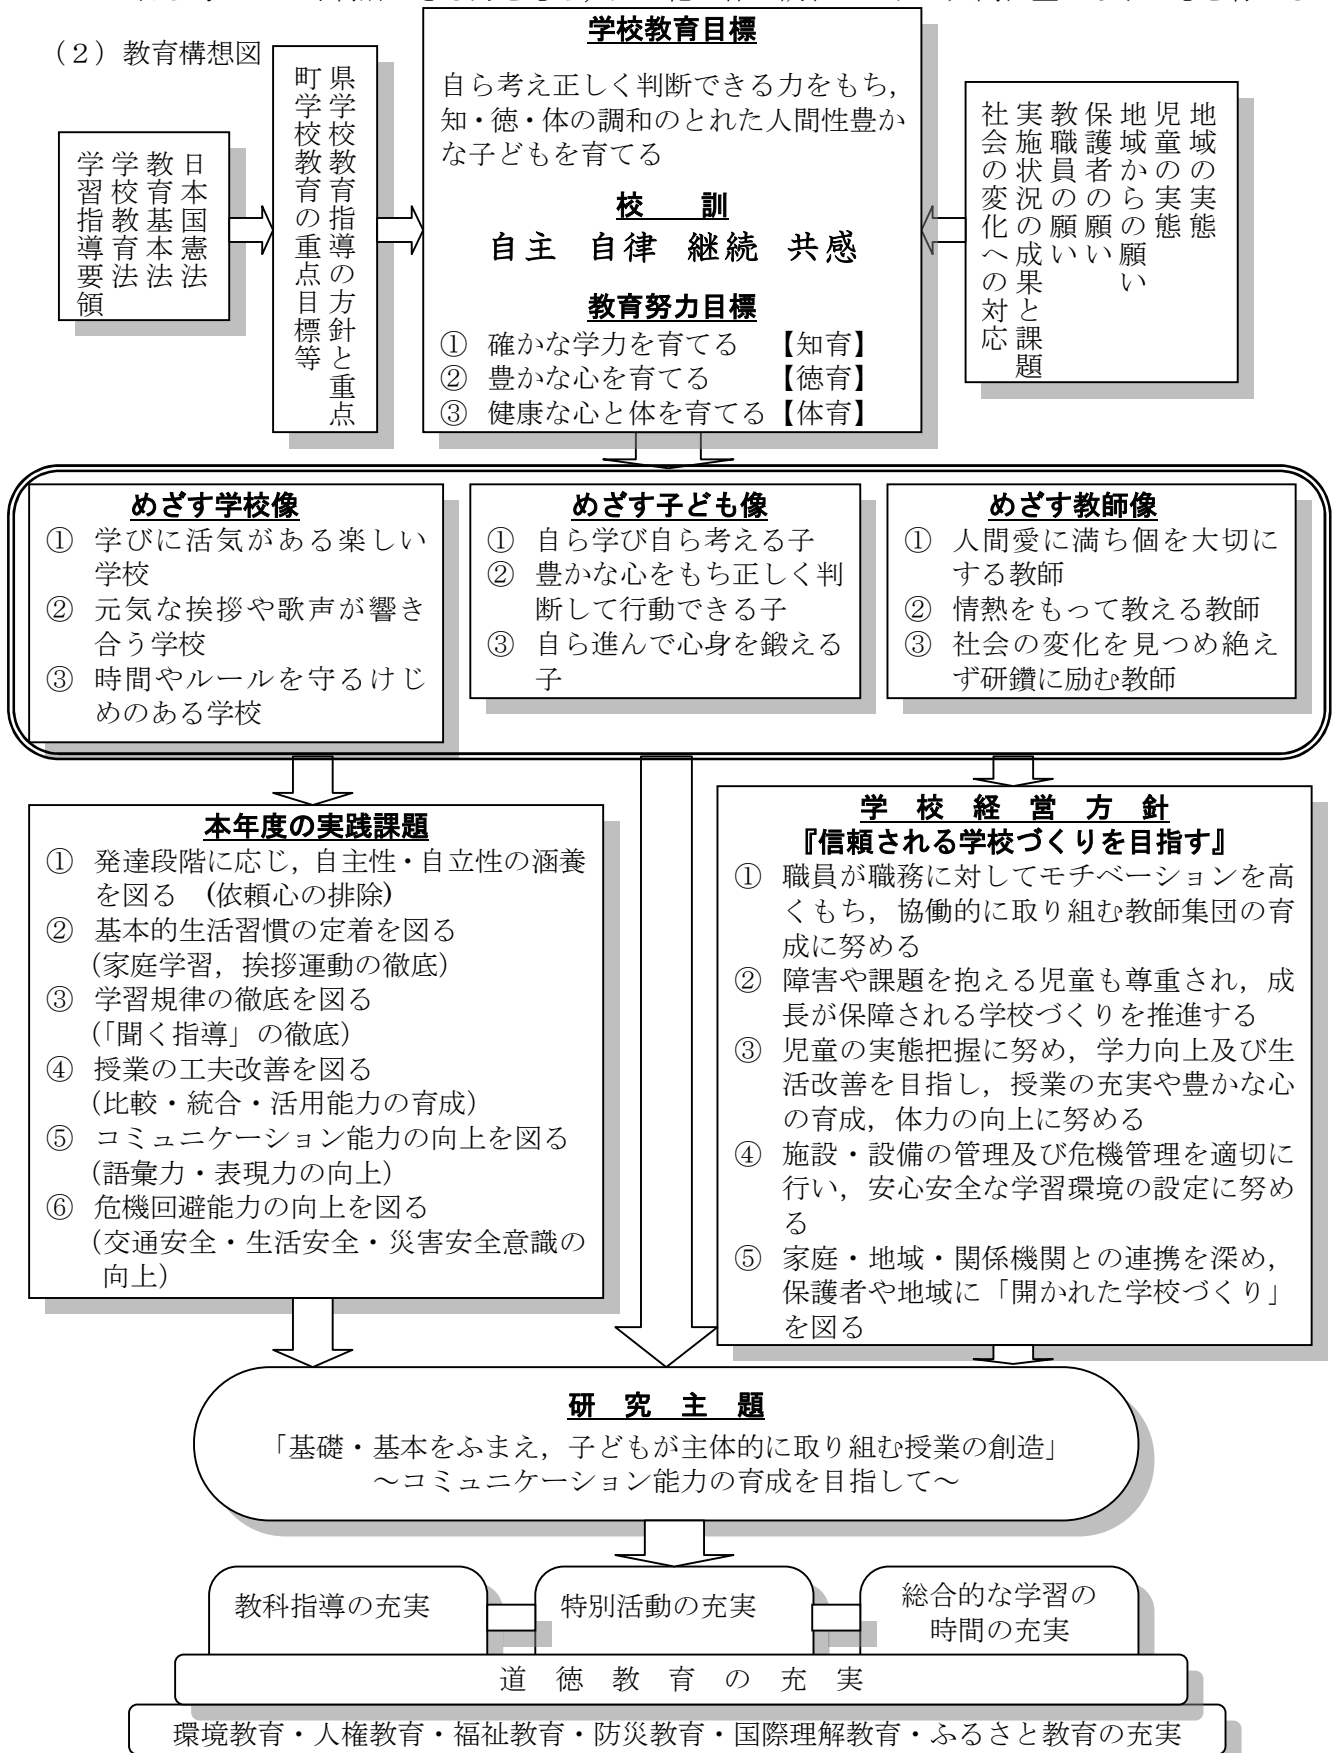 （２）教育構想図
学校教育目標
自ら考え正しく判断できる力をもち，
知・徳・体の調和のとれた人間性豊か
な子どもを育てる
校　訓
自主　自律　継続　共感
教育努力目標
①　確かな学力を育てる　【知育】
②　豊かな心を育てる　【徳育】
③　健康な心と体を育てる【体育】
日本国憲法
教育基本法
学校教育法
学習指導要領
県学校教育指導の方針と重点
町学校教育の重点目標等
地域の実態
児童の実態
地域からの願い
保護者の願い
教職員の願い
実施状況の成果と課題
社会の変化への対応
めざす学校像
①　学びに活気がある楽しい
学校
②　元気な挨拶や歌声が響き
合う学校
③　時間やルールを守るけじ
めのある学校
めざす子ども像
①　自ら学び自ら考える子
②　豊かな心をもち正しく判
断して行動できる子
③　自ら進んで心身を鍛える
子
めざす教師像
①　人間愛に満ち個を大切に
する教師
②　情熱をもって教える教師
③　社会の変化を見つめ絶え
ず研鑽に励む教師
本年度の実践課題
①　発達段階に応じ，自主性・自立性の涵養
を図る　(依頼心の排除)
②　基本的生活習慣の定着を図る
（家庭学習，挨拶運動の徹底）
③　学習規律の徹底を図る
（「聞く指導」の徹底）
④　授業の工夫改善を図る
（比較・統合・活用能力の育成）
⑤　コミュニケーション能力の向上を図る
（語彙力・表現力の向上）
⑥　危機回避能力の向上を図る
（交通安全・生活安全・災害安全意識の
向上）
学　校　経　営　方　針
『信頼される学校づくりを目指す』
①　職員が職務に対してモチベーションを高
くもち，協働的に取り組む教師集団の育
成に努める
②　障害や課題を抱える児童も尊重され，成
長が保障される学校づくりを推進する
③　児童の実態把握に努め，学力向上及び生
活改善を目指し，授業の充実や豊かな心
の育成，体力の向上に努める
④　施設・設備の管理及び危機管理を適切に
行い，安心安全な学習環境の設定に努め
る
⑤　家庭・地域・関係機関との連携を深め，
保護者や地域に「開かれた学校づくり」
を図る
研　究　主　題
「基礎・基本をふまえ，子どもが主体的に取り組む授業の創造」
～コミュニケーション能力の育成を目指して～
教科指導の充実
特別活動の充実
総合的な学習の
時間の充実
道　徳　教　育　の　充　実
環境教育・人権教育・福祉教育・防災教育・国際理解教育・ふるさと教育の充実